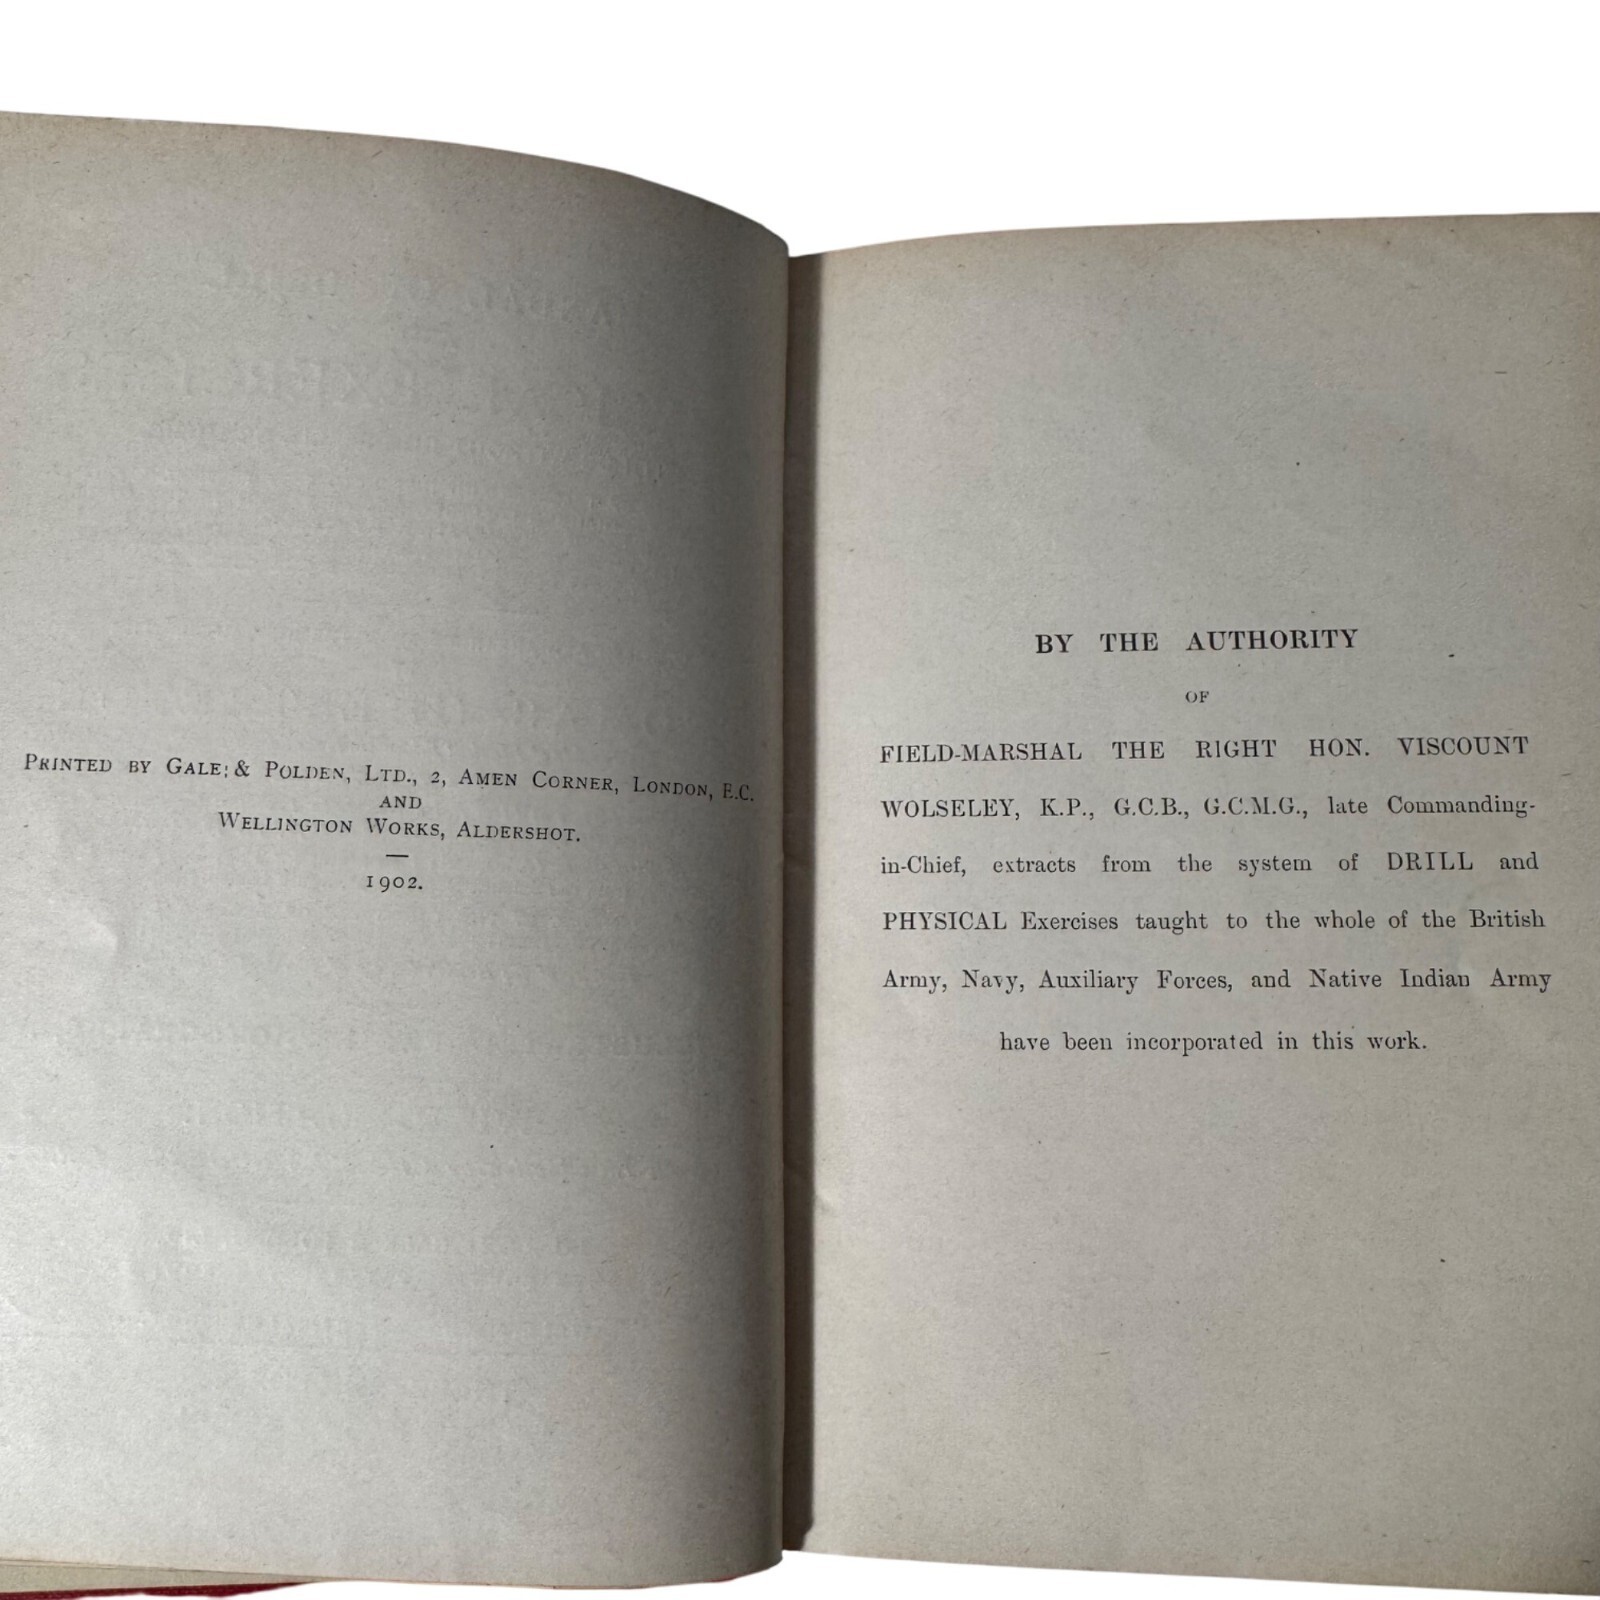 PRINTED BY GALE & POLDEN, LTD., 2, AMEN CORNER, LONDON, E.C.
AND
WELLINGTON WORKS, ALDERSHOT.
1902.
BY THE AUTHORITY
OF
FIELD-MARSHAL THE RIGHT HON. VISCOUNT
WOLSELEY, K.P., G.C.B., G.C.M.G., late Commanding-
in-Chief, extracts from the system of DRILL and
PHYSICAL Exercises taught to the whole of the British
Army, Navy, Auxiliary Forces, and Native Indian Army
have been incorporated in this work.